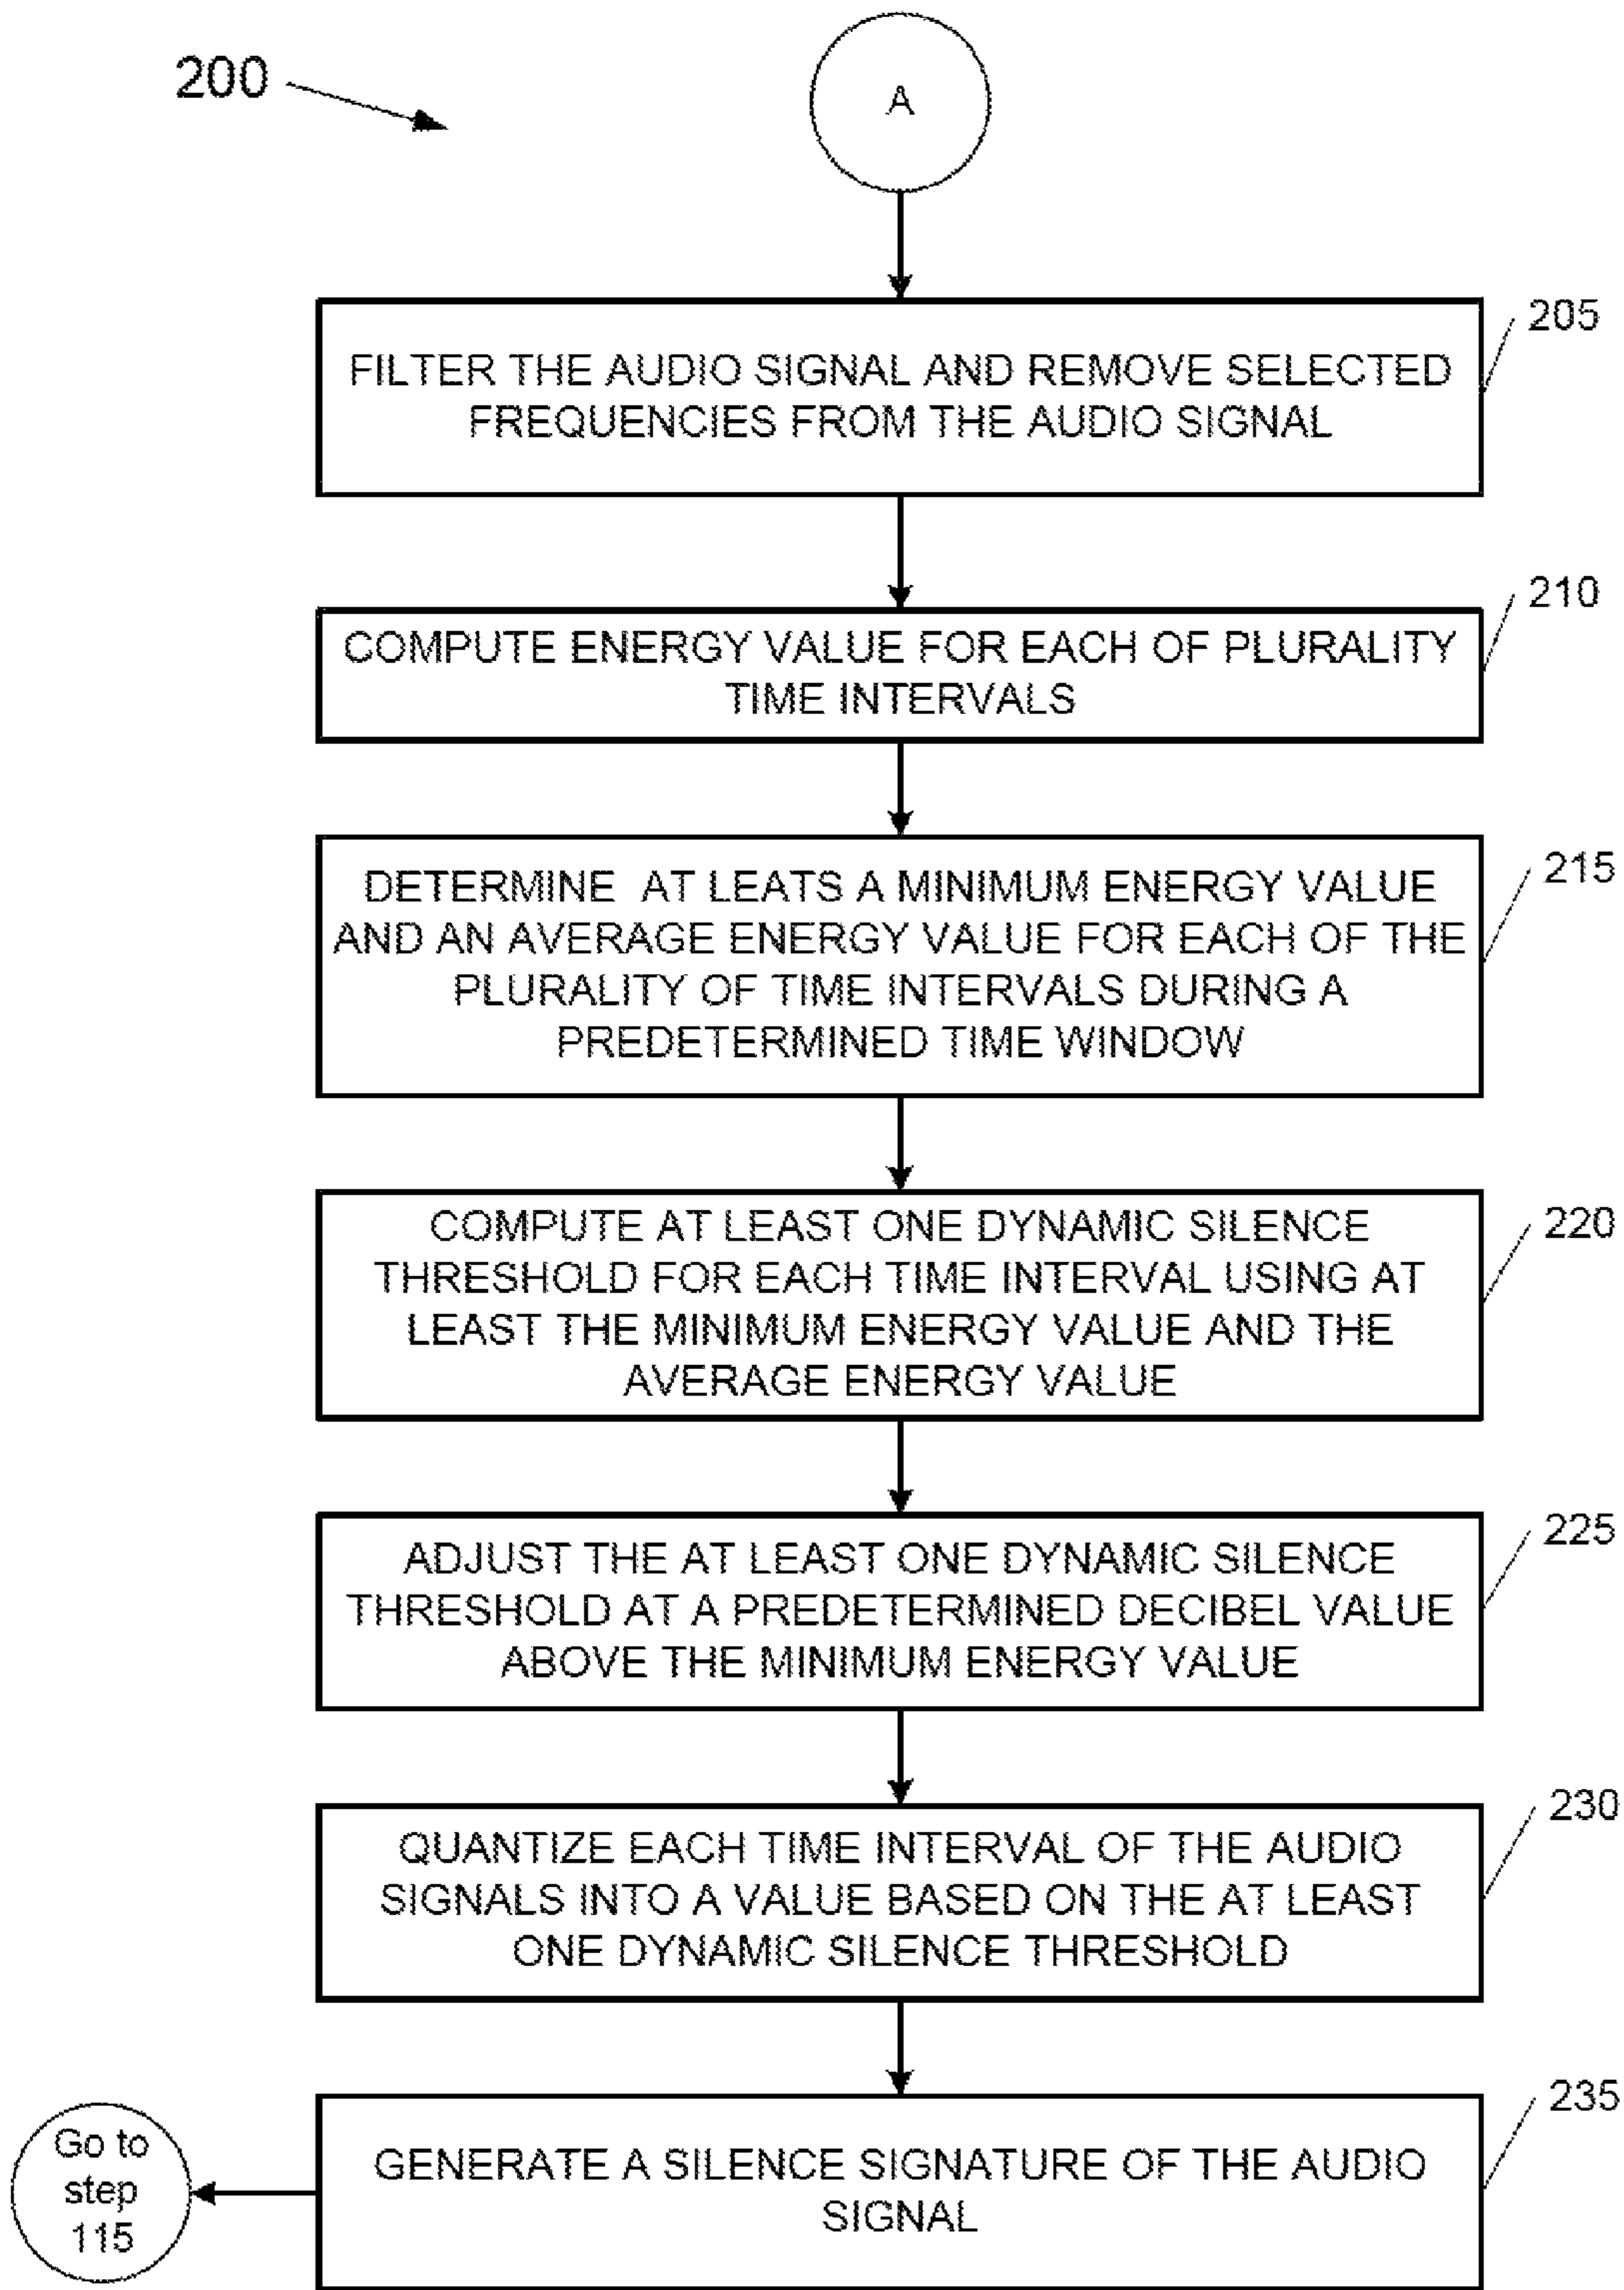 200
A
205
FILTER THE AUDIO SIGNAL AND REMOVE SELECTED
FREQUENCIES FROM THE AUDIO SIGNAL
210
COMPUTE ENERGY VALUE FOR EACH OF PLURALITY
TIME INTERVALS
215
DETERMINE AT LEATS A MINIMUM ENERGY VALUE
AND AN AVERAGE ENERGY VALUE FOR EACH OF THE
PLURALITY OF TIME INTERVALS DURING A
PREDETERMINED TIME WINDOW
220
COMPUTE AT LEAST ONE DYNAMIC SILENCE
THRESHOLD FOR EACH TIME INTERVAL USING AT
LEAST THE MINIMUM ENERGY VALUE AND THE
AVERAGE ENERGY VALUE
225
ADJUST THE AT LEAST ONE DYNAMIC SILENCE
THRESHOLD AT A PREDETERMINED DECIBEL VALUE
ABOVE THE MINIMUM ENERGY VALUE
230
QUANTIZE EACH TIME INTERVAL OF THE AUDIO
SIGNALS INTO A VALUE BASED ON THE AT LEAST
ONE DYNAMIC SILENCE THRESHOLD
235
GENERATE A SILENCE SIGNATURE OF THE AUDIO
SIGNAL
Go to
step
115